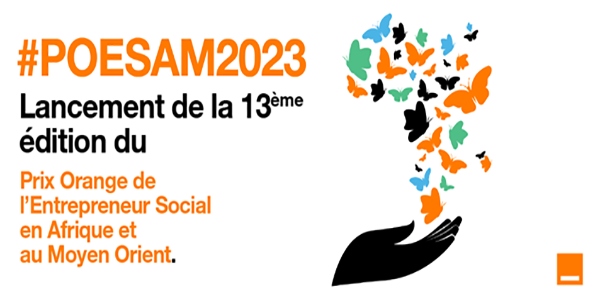 #POESAM2023
Lancement de la 13ème
édition du
Prix Orange de
l'Entrepreneur Social
en Afrique et
au Moyen Orient.